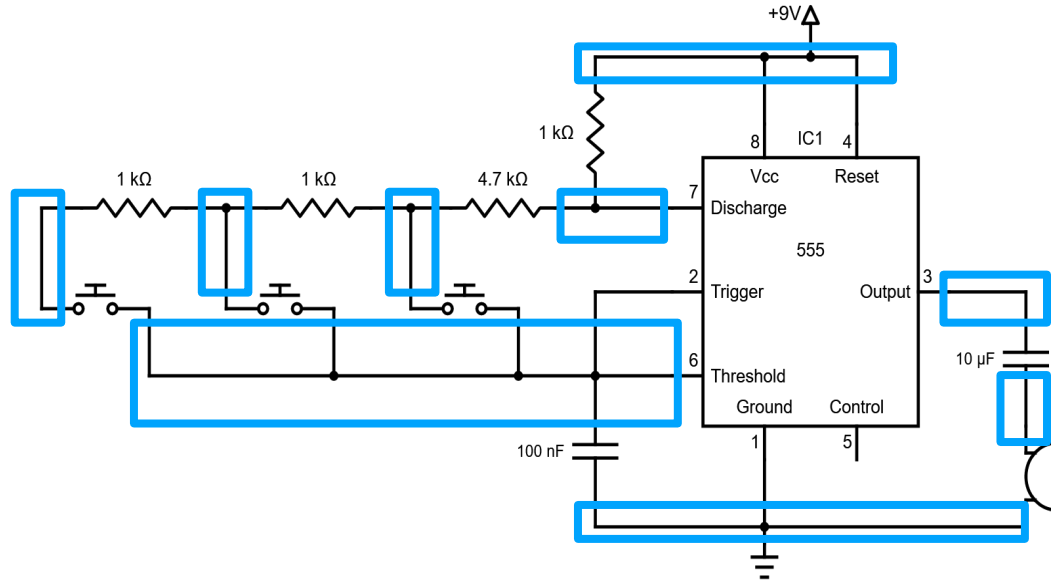 +9V
1 kΩ
8
IC1
4
Vcc
Reset
1 kΩ
1 kΩ
4.7 kΩ
7
Discharge
555
2
Trigger
3
Output
10 µF
6
Threshold
Ground
Control
100 nF
1
5